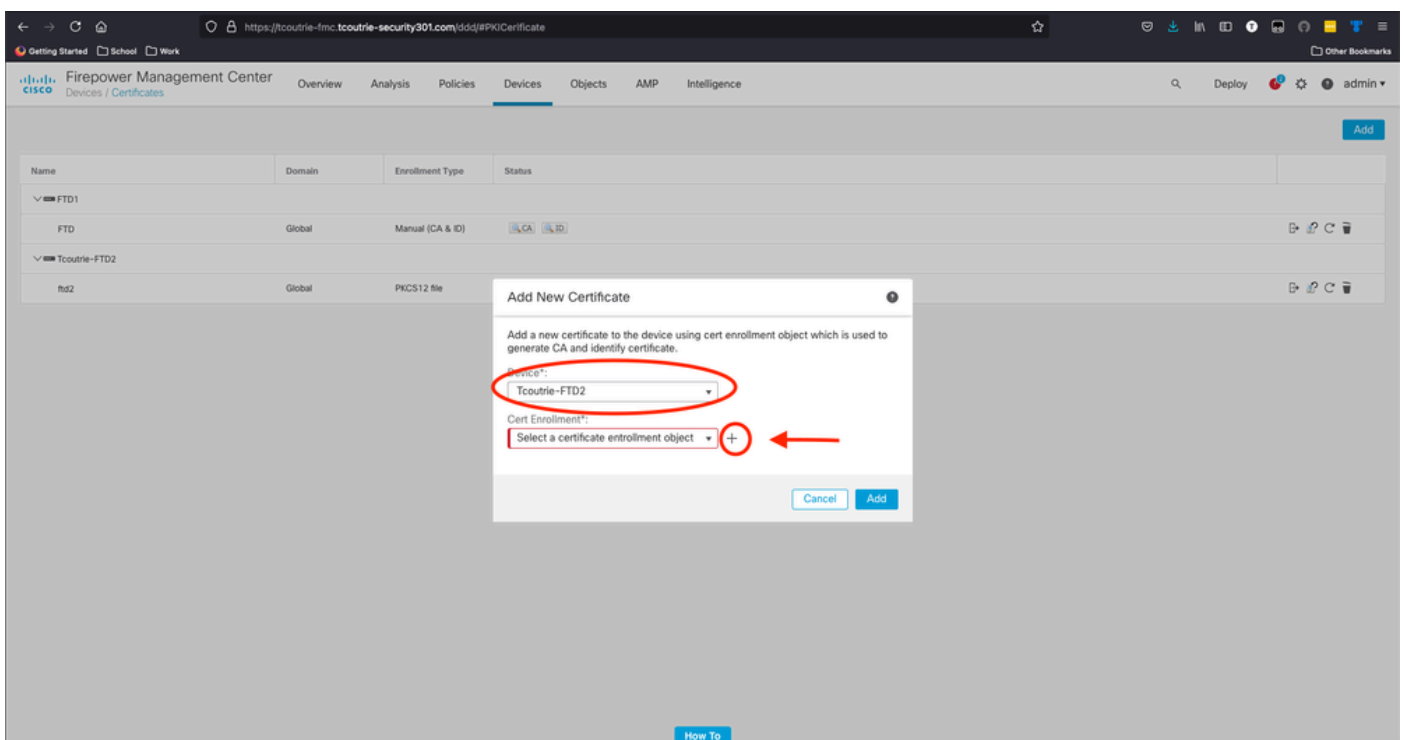 https://tcoutrie-fmc.tcoutrie-security301.com/ddd/#PKICerificate
Getting Started School Work Other Bookmarks
Firepower Management Center Overview Analysis Policies Devices Objects AMP Intelligence Deploy admin
CISCO Devices / Certificates
Add
Name Domain Enrollment Type Status
FTD1
FTD Global Manual (CA & ID) CA ID
Tcoutrie-FTD2
ftd2 Global PKCS12 file
Add New Certificate
Add a new certificate to the device using cert enrollment object which is used to
generate CA and identify certificate.
Device*:
Tcoutrie-FTD2
Cert Enrollment*:
Select a certificate entrollment object
Cancel Add
How To